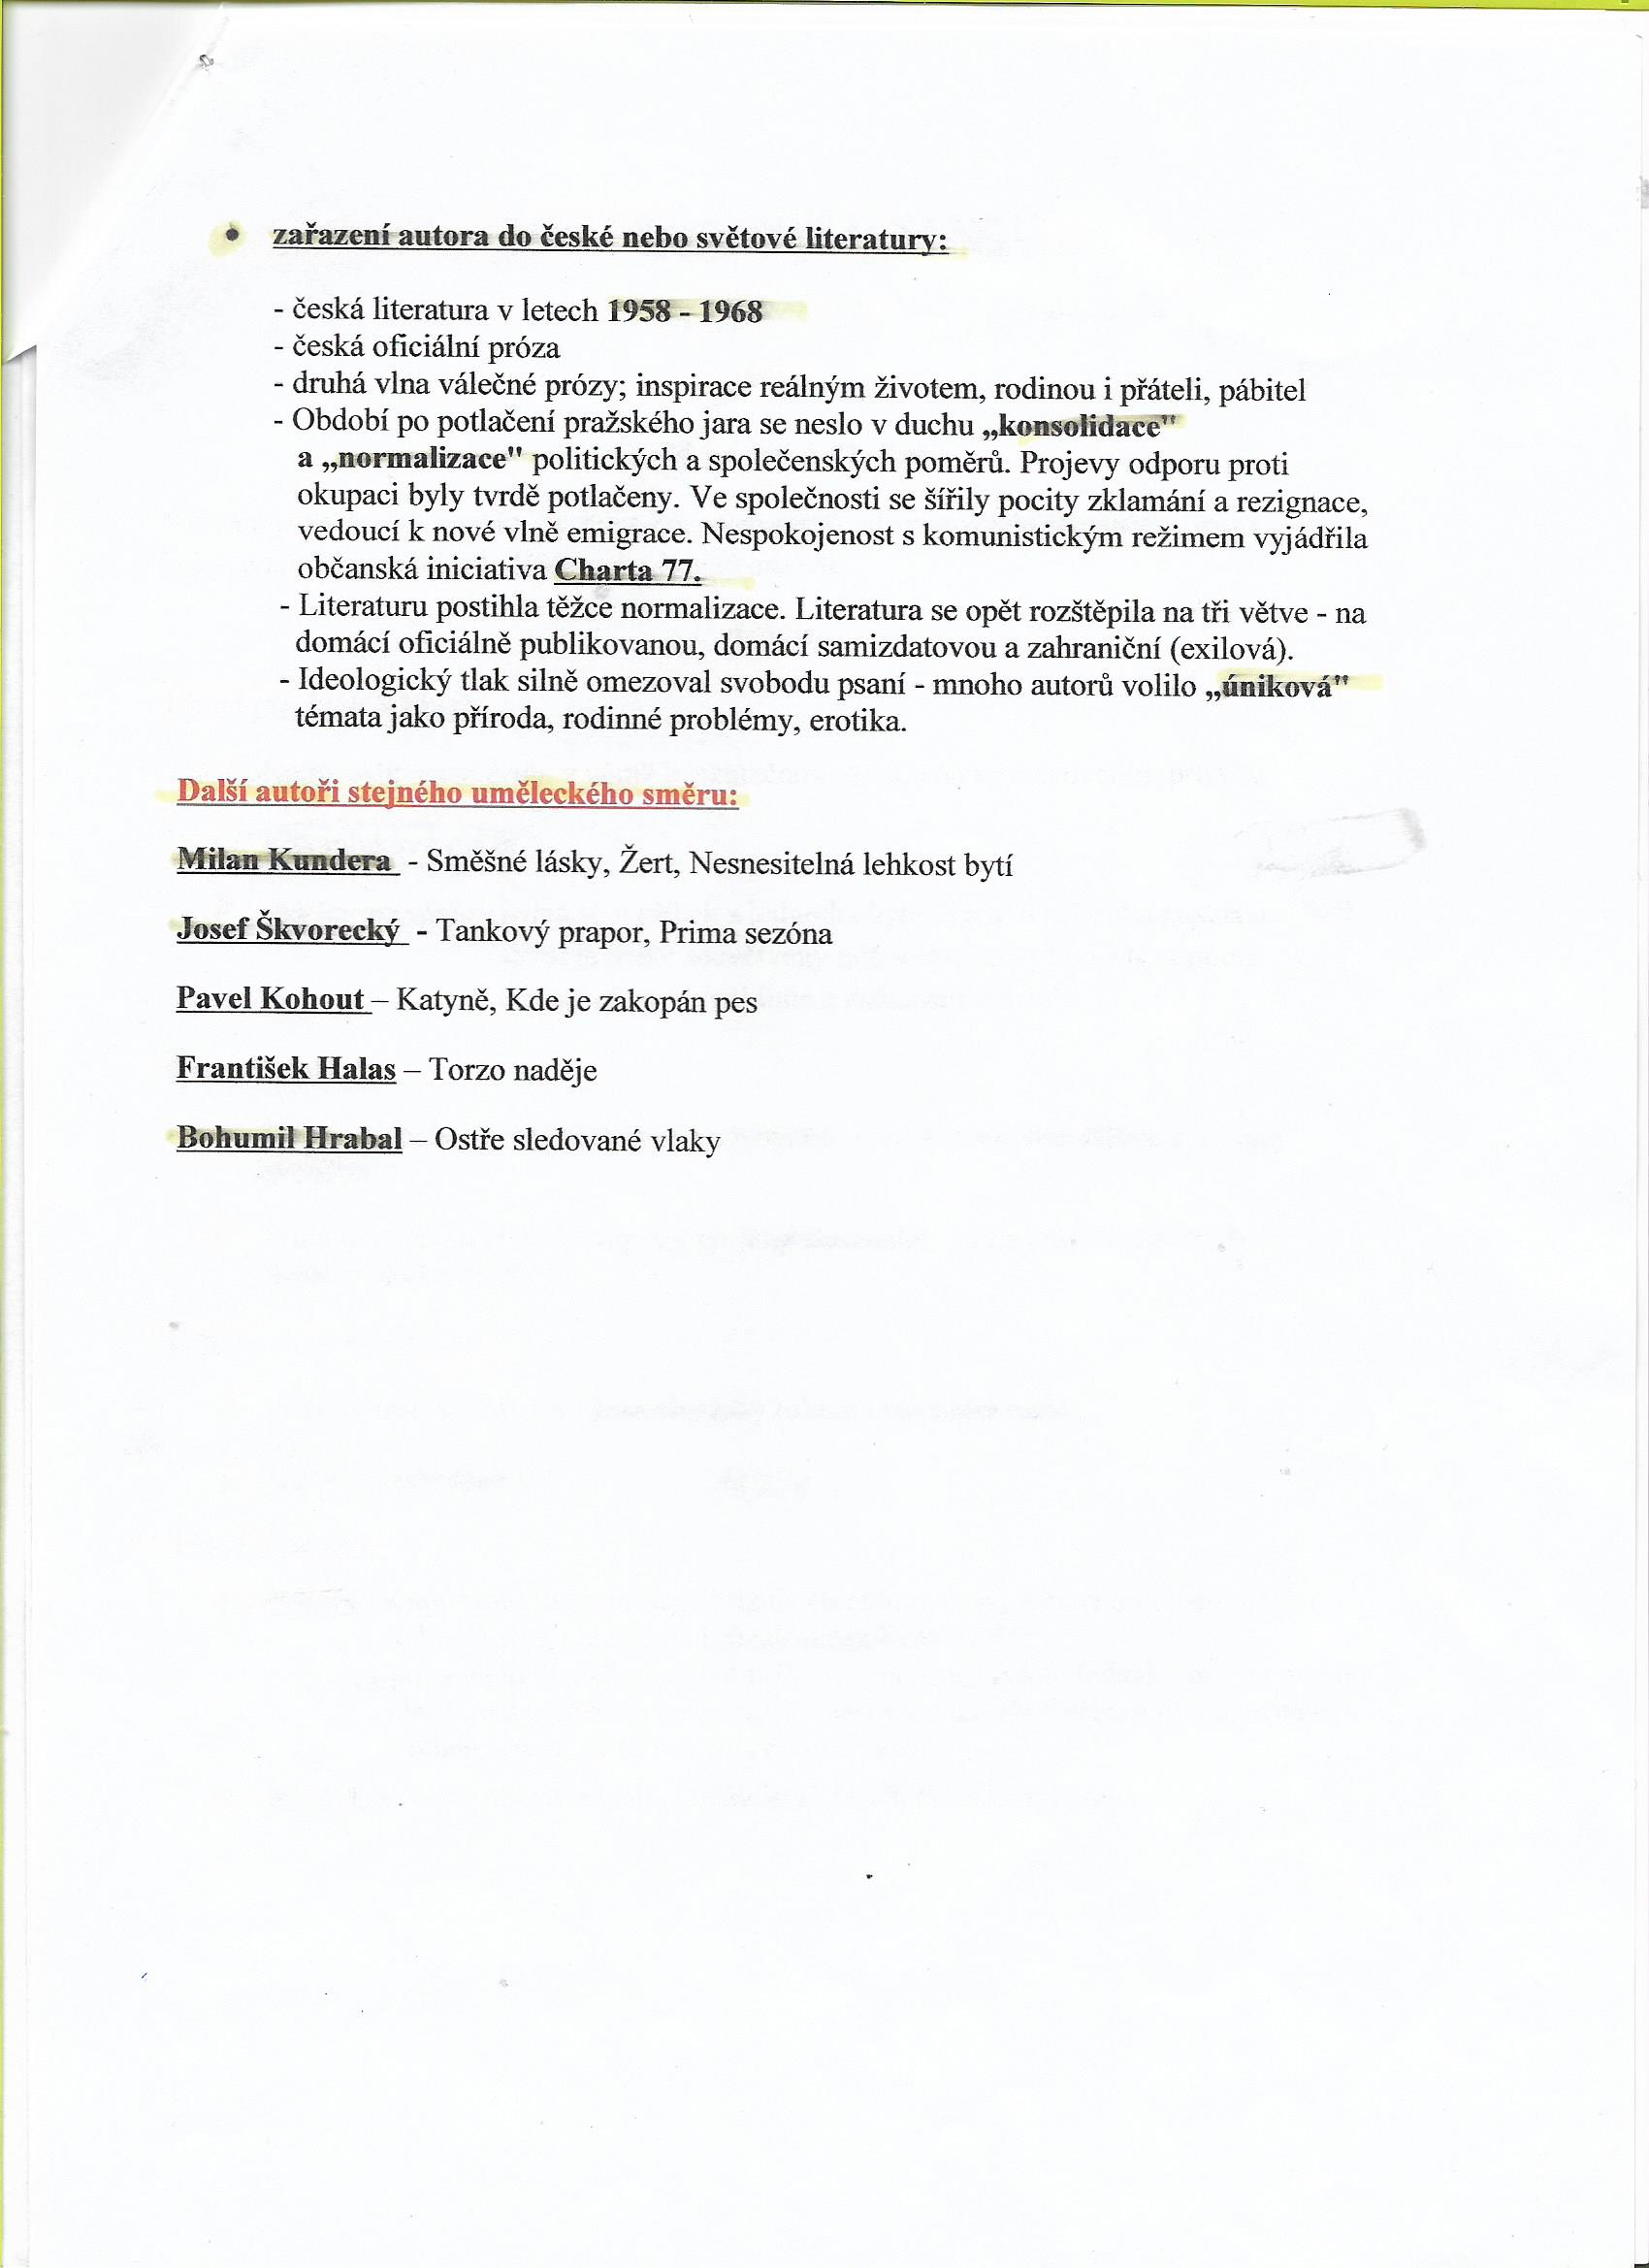 • zařazení autora do české nebo světové literatury:
- česká literatura v letech 1958 - 1968
- česká oficiální próza
- druhá vlna válečné prózy; inspirace reálným životem, rodinou i přáteli, pábitel
- Období po potlačení pražského jara se neslo v duchu „konsolidace"
a „normalizace" politických a společenských poměrů. Projevy odporu proti
okupaci byly tvrdě potlačeny. Ve společnosti se šířily pocity zklamání a rezignace,
vedoucí k nové vlně emigrace. Nespokojenost s komunistickým režimem vyjádřila
občanská iniciativa Charta 77.
- Literaturu postihla těžce normalizace. Literatura se opět rozštěpila na tři větve - na
domácí oficiálně publikovanou, domácí samizdatovou a zahraniční (exilová).
- Ideologický tlak silně omezoval svobodu psaní - mnoho autorů volilo „úniková"
témata jako příroda, rodinné problémy, erotika.
Další autoři stejného uměleckého směru:
Milan Kundera - Směšné lásky, Žert, Nesnesitelná lehkost bytí
Josef Škvorecký - Tankový prapor, Prima sezóna
Pavel Kohout – Katyně, Kde je zakopán pes
František Halas – Torzo naděje
Bohumil Hrabal – Ostře sledované vlaky